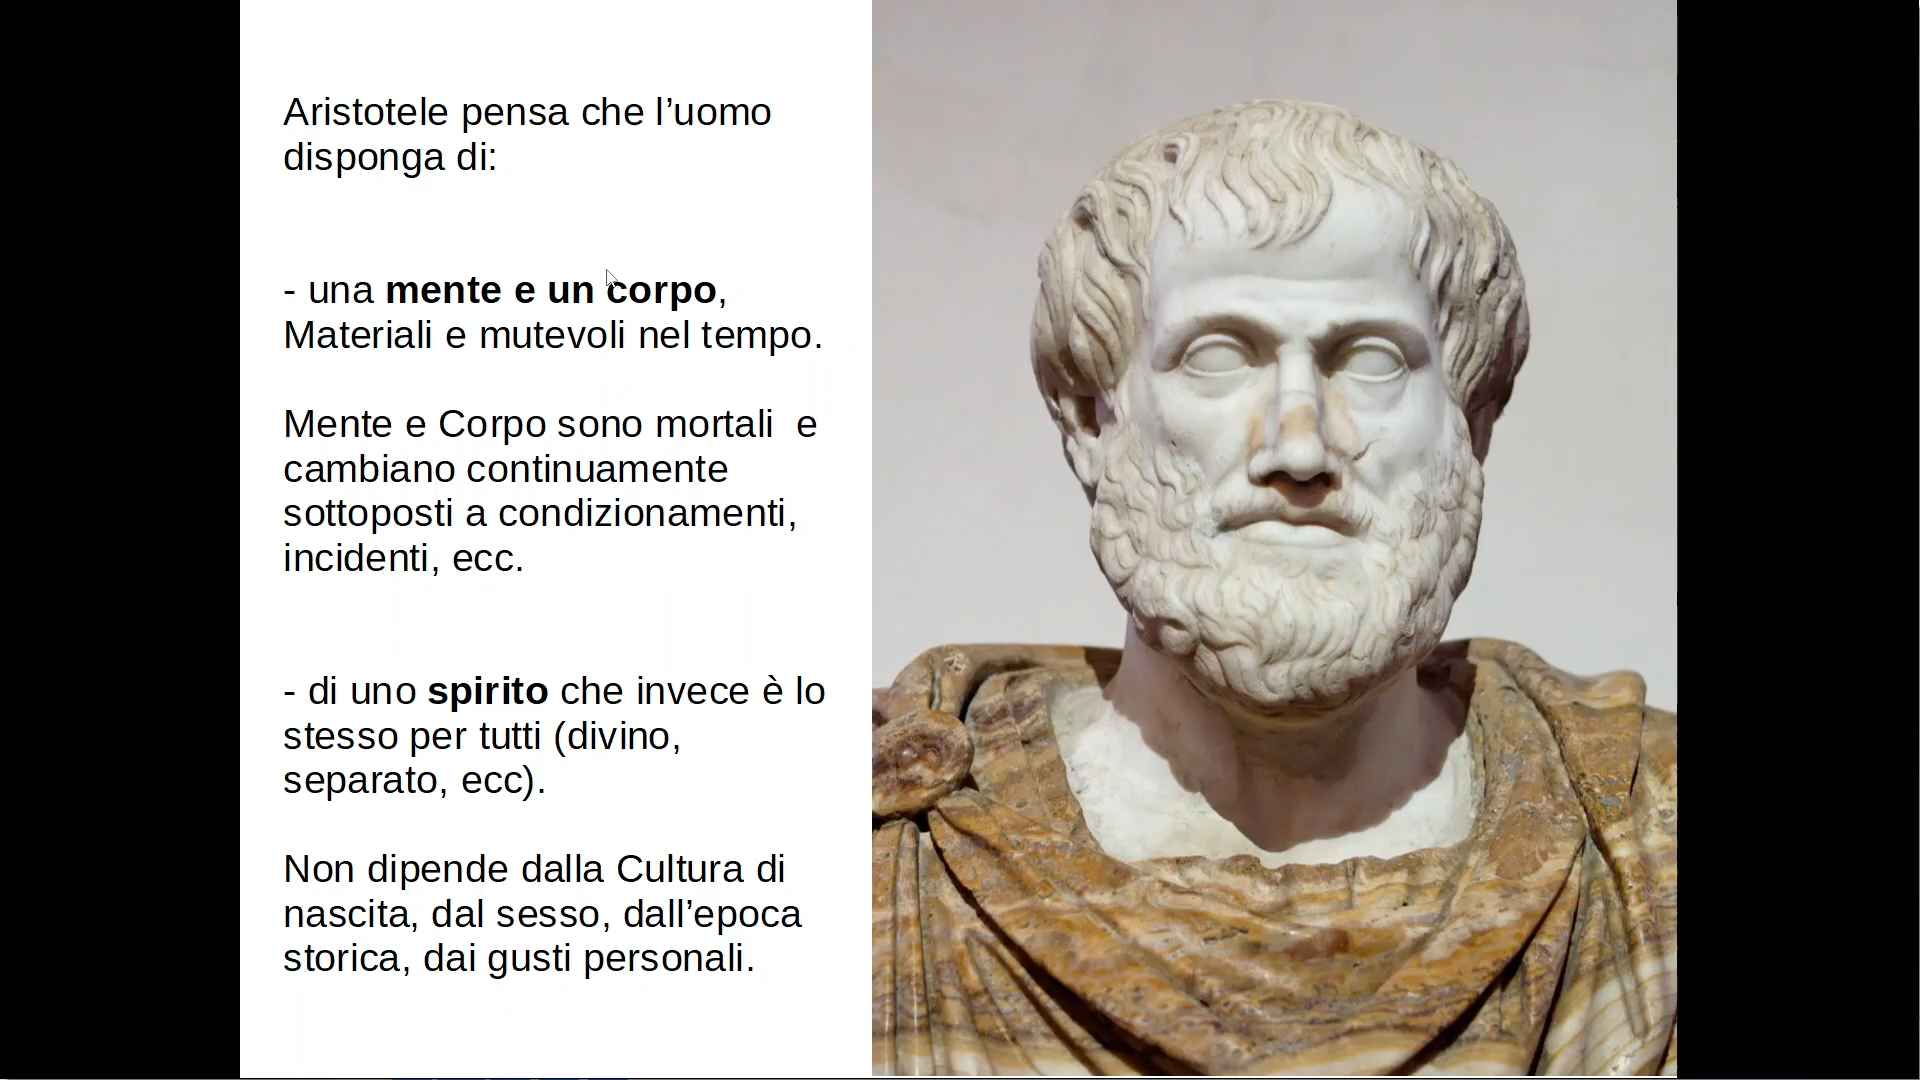 Aristotele pensa che l’uomo
disponga di:
- una mente e un corpo,
Materiali e mutevoli nel tempo.
Mente e Corpo sono mortali  e
cambiano continuamente
sottoposti a condizionamenti,
incidenti, ecc.
- di uno spirito che invece è lo
stesso per tutti (divino,
separato, ecc).
Non dipende dalla Cultura di
nascita, dal sesso, dall’epoca
storica, dai gusti personali.